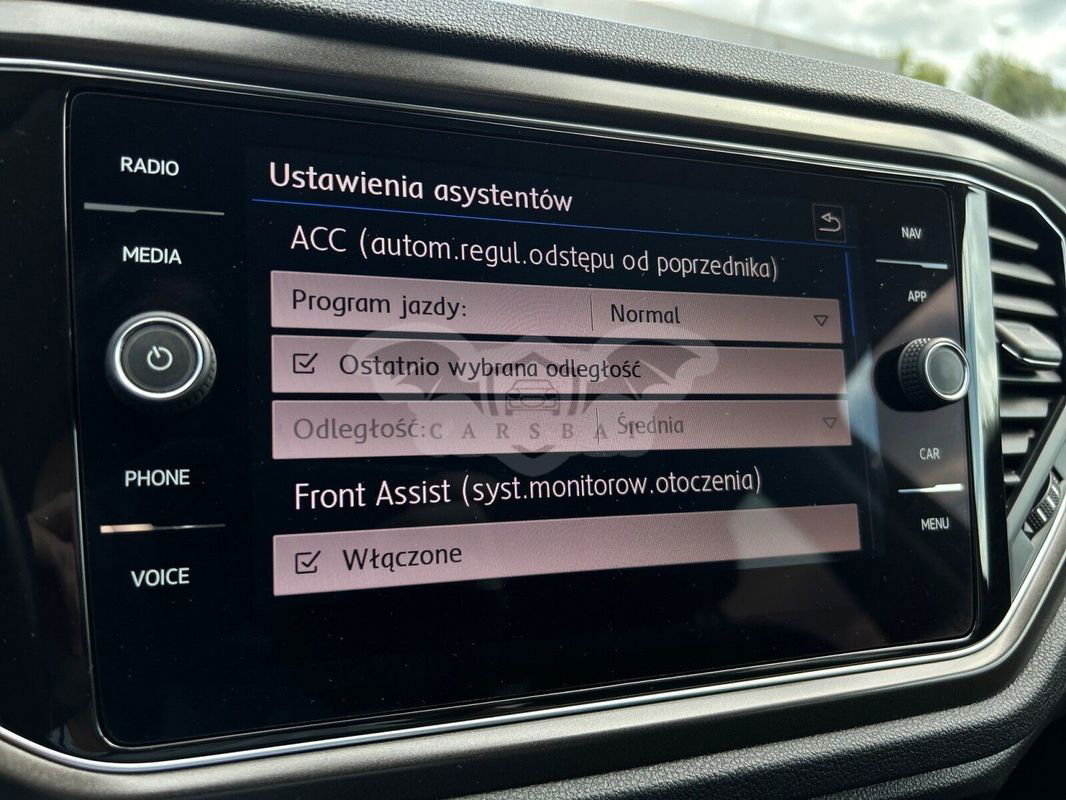 RADIO
MEDIA
PHONE
VOICE
Ustawienia asystentów
ACC (autom.regul.odstępu od poprzednika)
Program jazdy: Normal
Ostatnio wybrana odległość
Odległość: Średnia
CARSBAT
Front Assist (syst.monitorow.otoczenia)
Włączone
NAV
APP
CAR
MENU